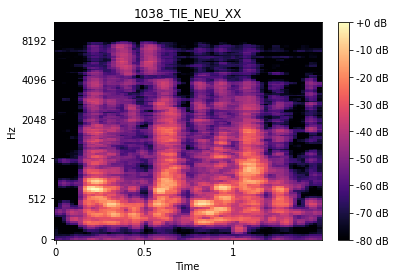 1038_TIE_NEU_XX
8192
4096
2048
1024
512
0
Hz
0
0.5
1
Time
+0 dB
-10 dB
-20 dB
-30 dB
-40 dB
-50 dB
-60 dB
-70 dB
-80 dB